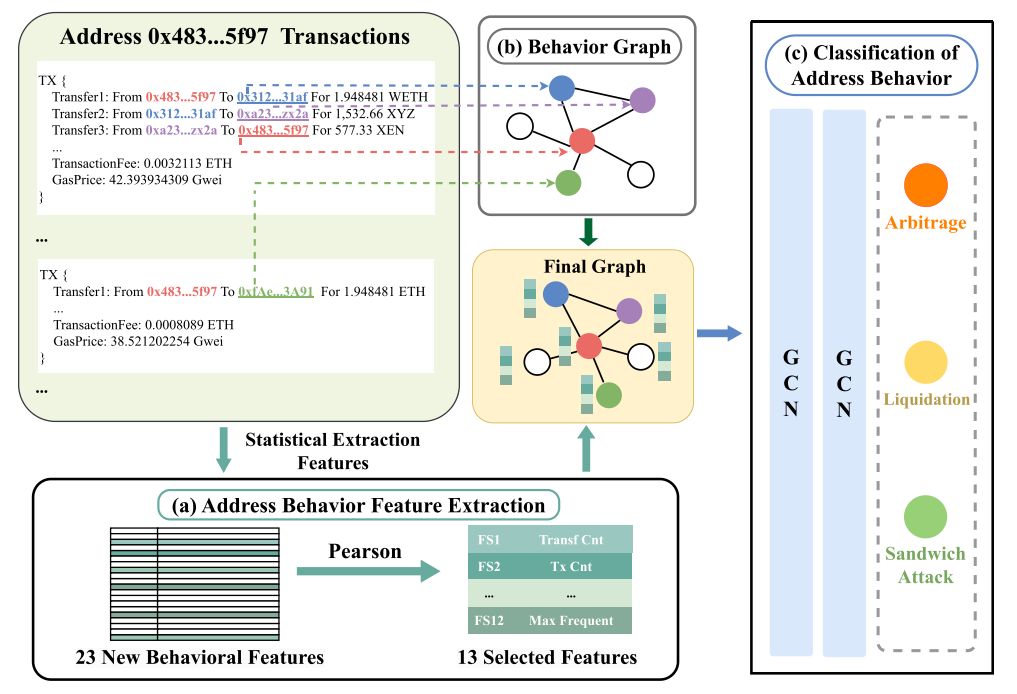 Address 0x483...5f97 Transactions
TX {
Transfer1: From 0x483...5f97 To 0x312...31af For 1.948481 WETH
Transfer2: From 0x312...31af To 0xa23...zx2a For 1,532.66 XYZ
Transfer3: From 0xa23...zx2a To 0x483...5f97 For 577.33 XEN
...
TransactionFee: 0.0032113 ETH
GasPrice: 42.393934309 Gwei
}
...
TX {
Transfer1: From 0x483...5f97 To 0xfAe...3A91 For 1.948481 ETH
...
TransactionFee: 0.0008089 ETH
GasPrice: 38.521202254 Gwei
}
...
(b) Behavior Graph
Final Graph
Statistical Extraction
Features
(a) Address Behavior Feature Extraction
Pearson
23 New Behavioral Features
FS1 Transf Cnt
FS2 Tx Cnt
... ...
FS12 Max Frequent
13 Selected Features
(c) Classification of
Address Behavior
G
C
N
G
C
N
Arbitrage
Liquidation
Sandwich
Attack